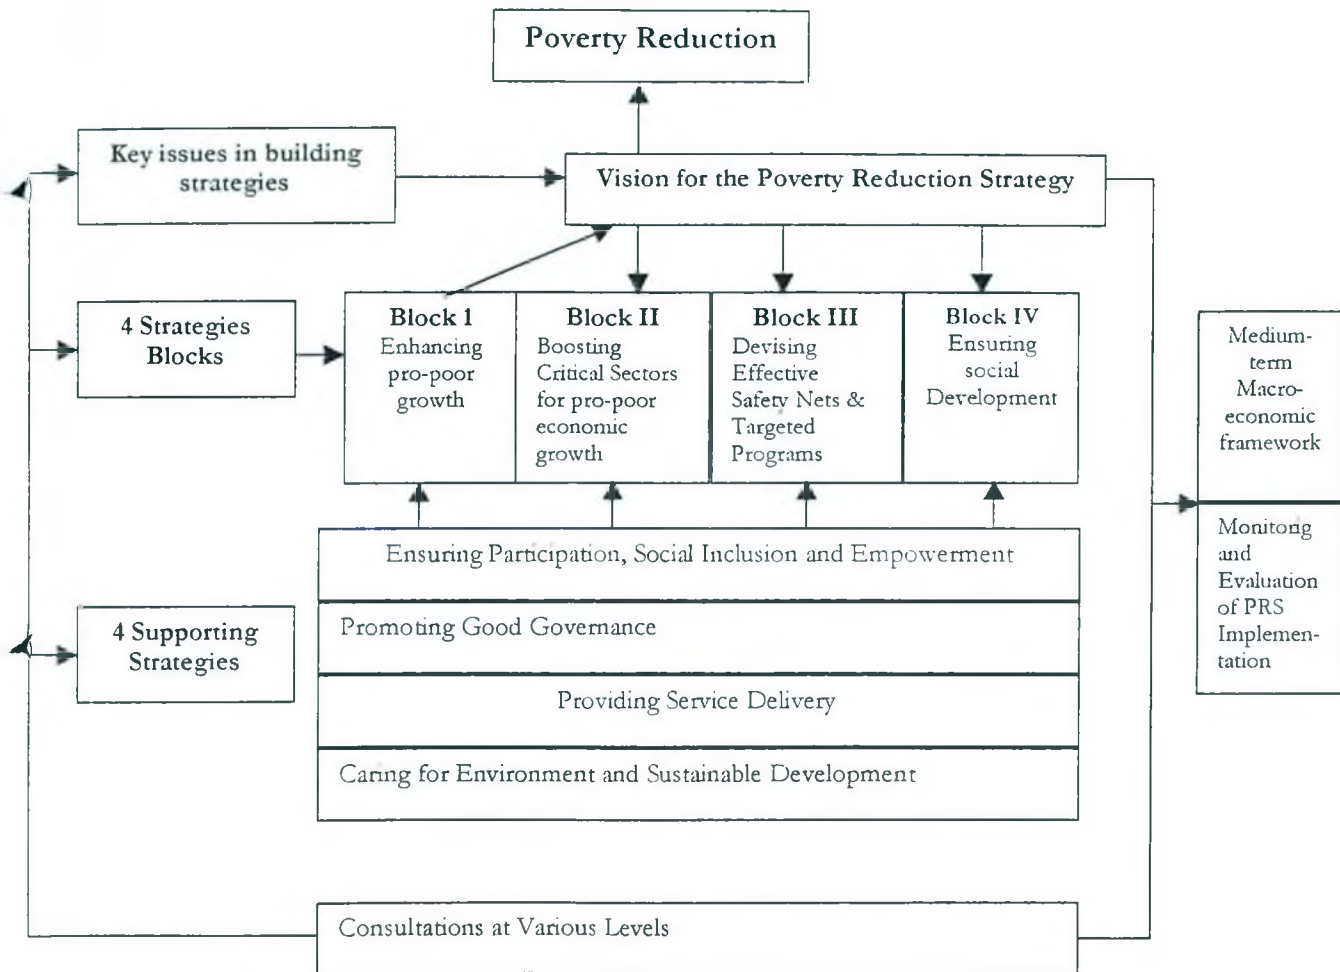 Poverty Reduction
Key issues in building
strategies
Vision for the Poverty Reduction Strategy
4 Strategies
Blocks
Block 1
Enhancing
pro-poor
growth
Block II
Boosting
Critical Sectors
for pro-poor
economic
growth
Block III
Devising
Effective
Safety Nets &
Targeted
Programs
Block IV
Ensuring
social
Development
Medium-
term
Macro-
economic
framework
Monitong
and
Evaluation
of PRS
Implemen-
tation
4 Supporting
Strategies
Ensuring Participation, Social Inclusion and Empowerment
Promoting Good Governance
Providing Service Delivery
Caring for Environment and Sustainable Development
Consultations at Various Levels